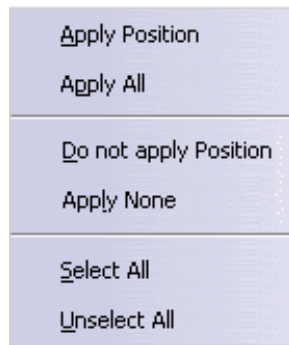 Apply Position
Apply All
Do not apply Position
Apply None
Select All
Unselect All